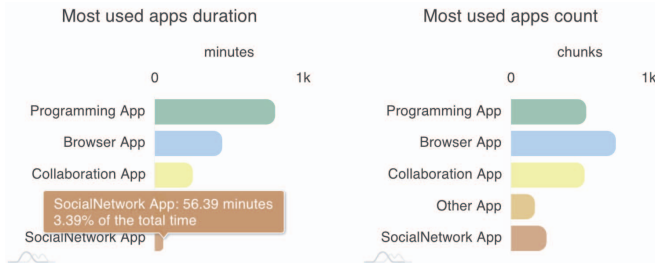 Most used apps duration
minutes
0 1k
Programming App
Browser App
Collaboration App
SocialNetwork App: 56.39 minutes
3.39% of the total time
SocialNetwork App
Most used apps count
chunks
0 1k
Programming App
Browser App
Collaboration App
Other App
SocialNetwork App